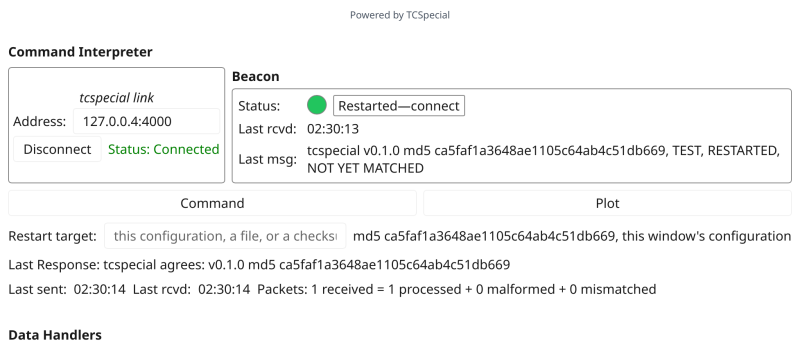 Powered by TCSpecial
Command Interpreter
tcspecial link
Address: 127.0.0.4:4000
Disconnect Status: Connected
Beacon
Status: Restarted—connect
Last rcvd: 02:30:13
Last msg: tcspecial v0.1.0 md5 ca5faf1a3648ae1105c64ab4c51db669, TEST, RESTARTED,
NOT YET MATCHED
Command Plot
Restart target: this configuration, a file, or a checks md5 ca5faf1a3648ae1105c64ab4c51db669, this window's configuration
Last Response: tcspecial agrees: v0.1.0 md5 ca5faf1a3648ae1105c64ab4c51db669
Last sent: 02:30:14 Last rcvd: 02:30:14 Packets: 1 received = 1 processed + 0 malformed + 0 mismatched
Data Handlers